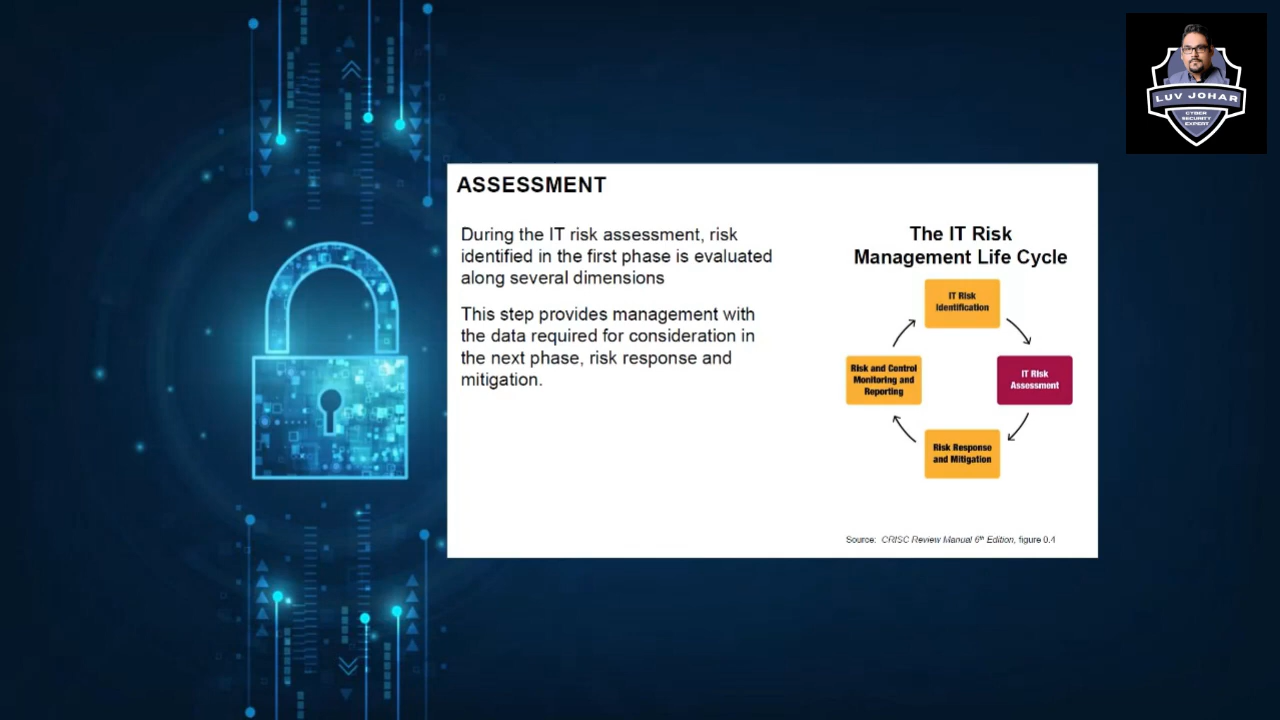 LUV JOHAR
CYBER
SECURITY
EXPERT
ASSESSMENT
During the IT risk assessment, risk
identified in the first phase is evaluated
along several dimensions
This step provides management with
the data required for consideration in
the next phase, risk response and
mitigation.
The IT Risk
Management Life Cycle
IT Risk
Identification
IT Risk
Assessment
Risk Response
and Mitigation
Risk and Control
Monitoring and
Reporting
Source: CRISC Review Manual 6th Edition, figure 0.4